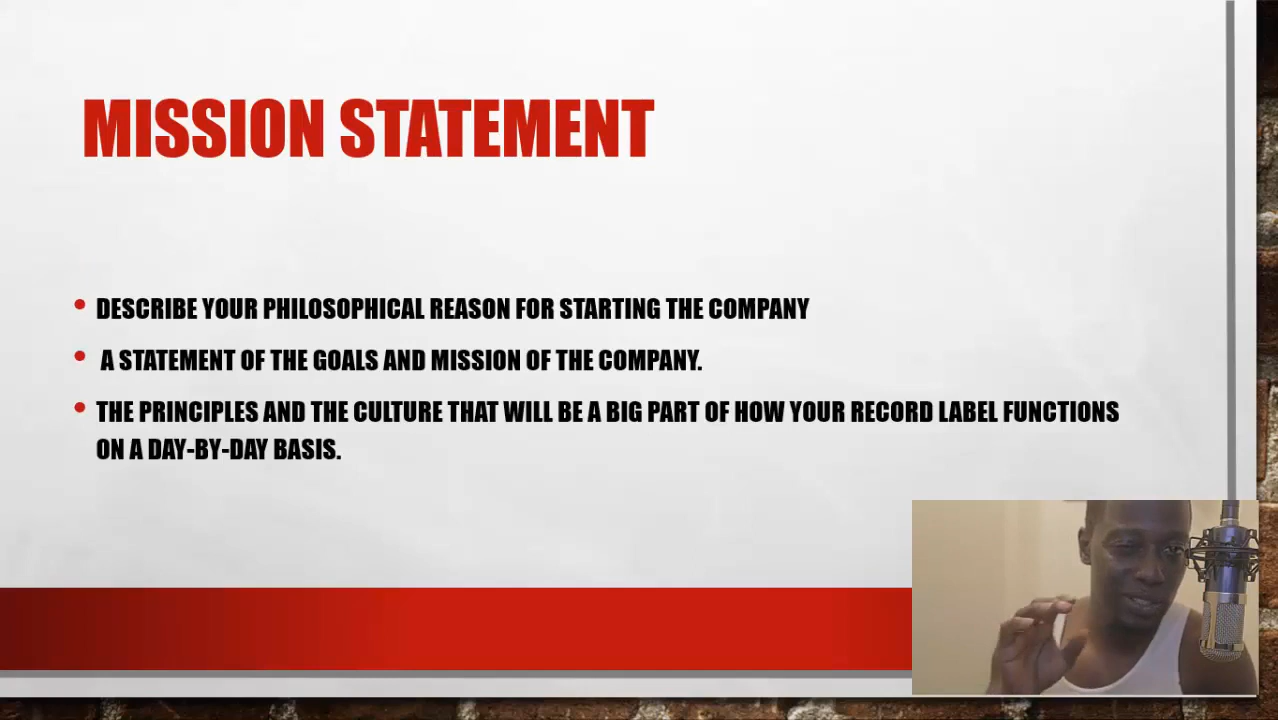 MISSION STATEMENT
• DESCRIBE YOUR PHILOSOPHICAL REASON FOR STARTING THE COMPANY
• A STATEMENT OF THE GOALS AND MISSION OF THE COMPANY.
• THE PRINCIPLES AND THE CULTURE THAT WILL BE A BIG PART OF HOW YOUR RECORD LABEL FUNCTIONS
ON A DAY-BY-DAY BASIS.